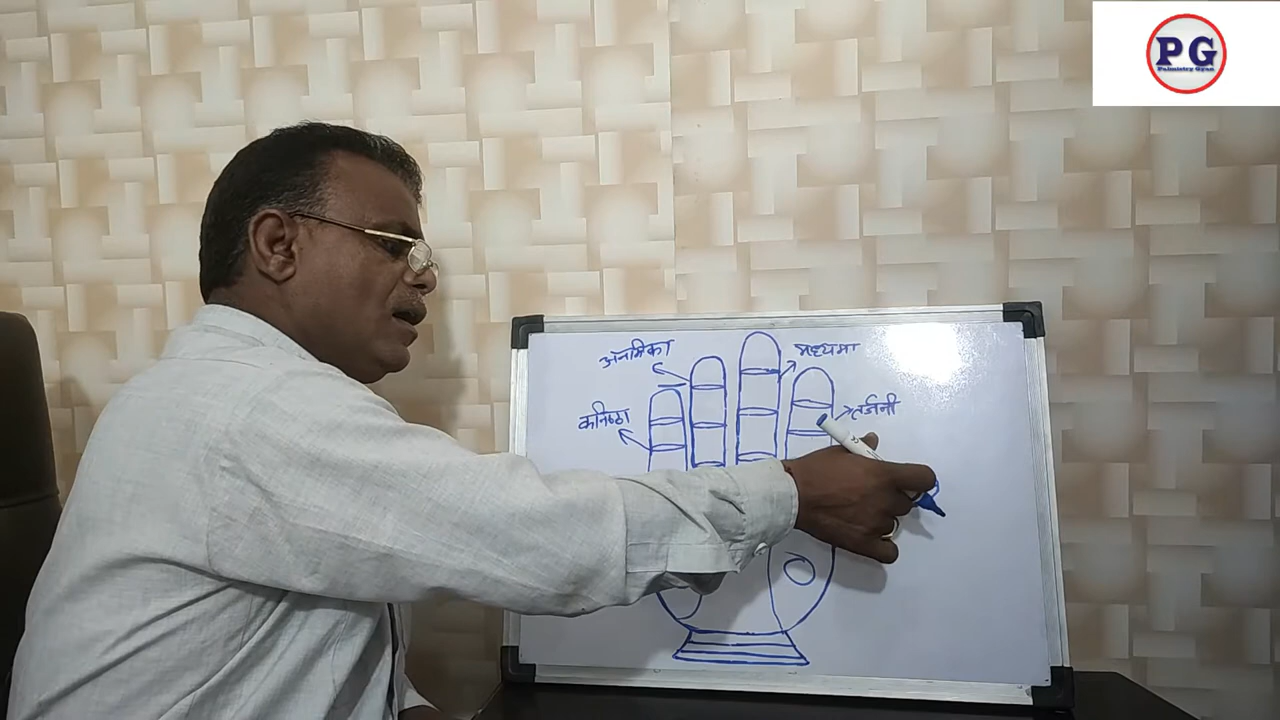 PG
Palmistry Gyan
अनामिका
मध्यमा
कनिष्ठा
तर्जनी